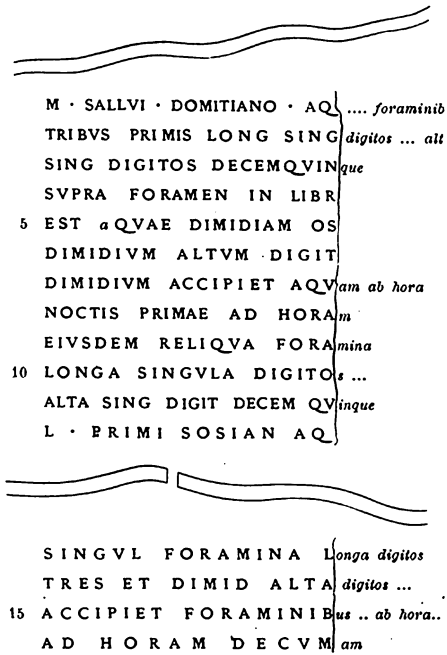 M · SALLVI · DOMITIANO · AQ .... foraminib
TRIBVS PRIMIS LONG SING digitos ... alt
SING DIGITOS DECEMQVINque
SVPRA FORAMEN IN LIBR
5 EST aQVAE DIMIDIAM OS
DIMIDIVM ALTVM DIGIT
DIMIDIVM ACCIPIET AQVam ab hora
NOCTIS PRIMAE AD HORAm
EIVSDEM RELIQVA FORAmina
10 LONGA SINGVLA DIGITOs ...
ALTA SING DIGIT DECEM QVinque
L · PRIMI SOSIAN AQ
SINGVL FORAMINA Longa digitos
TRES ET DIMID ALTA digitos ...
15 ACCIPIET FORAMINIBus .. ab hora..
AD HORAM DECVMam